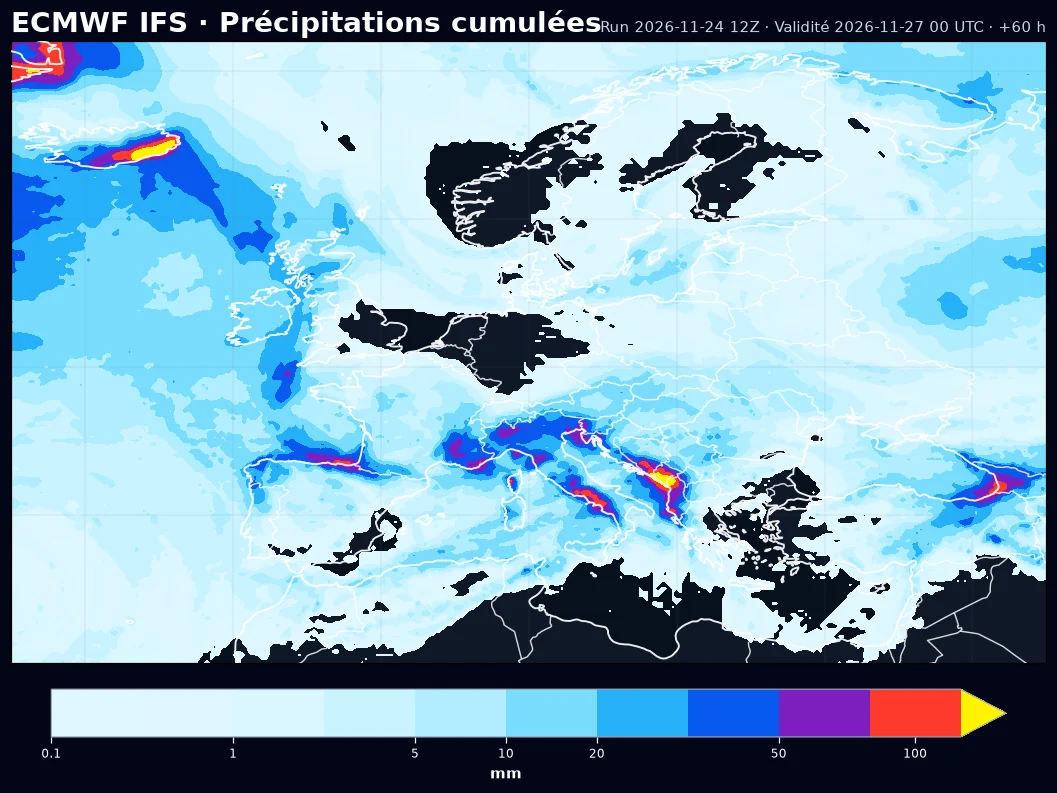 ECMWF IFS · Précipitations cumulées
Run 2026-11-24 12Z · Validité 2026-11-27 00 UTC · +60 h
0.1 1 5 10 20 50 100
mm